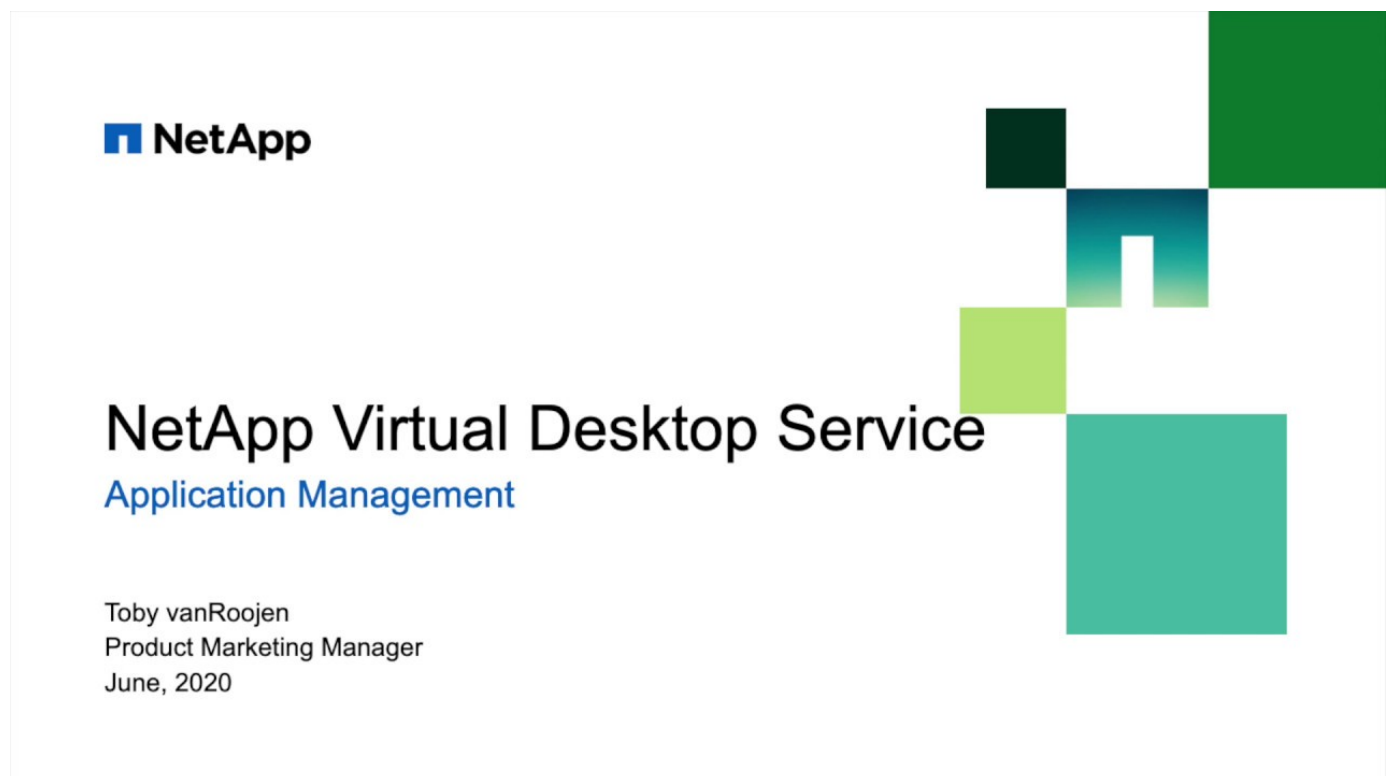 NetApp
NetApp Virtual Desktop Service
Application Management
Toby vanRoojen
Product Marketing Manager
June, 2020